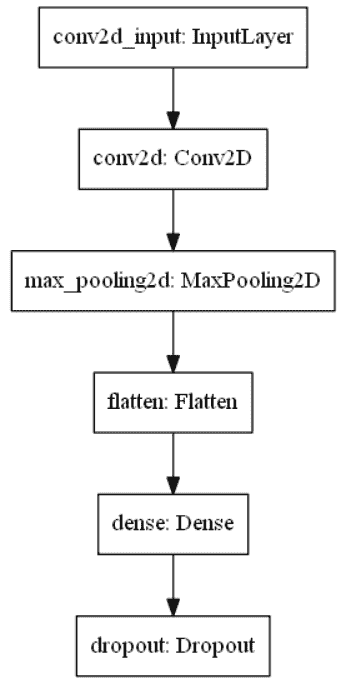 conv2d_input: InputLayer
conv2d: Conv2D
max_pooling2d: MaxPooling2D
flatten: Flatten
dense: Dense
dropout: Dropout